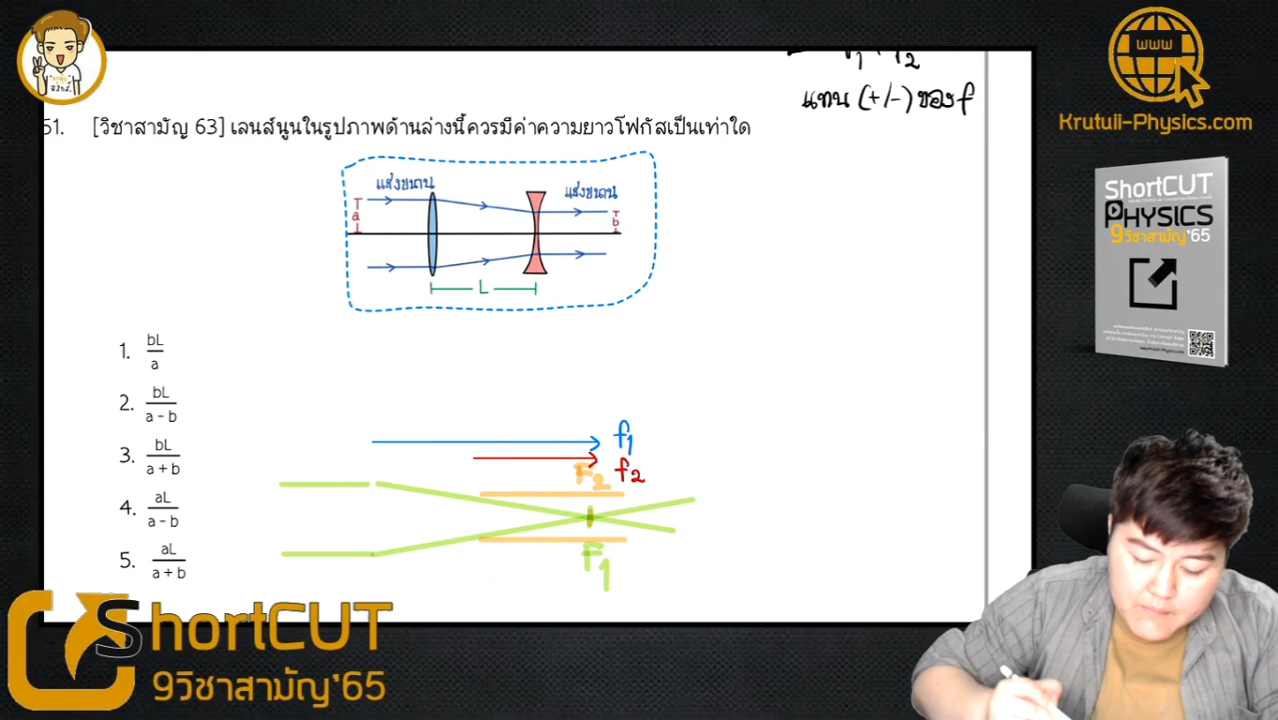 แทน (+/-) ของ f
51. [วิชาสามัญ 63] เลนส์นูนในรูปภาพด้านล่างนี้ควรมีค่าความยาวโฟกัสเป็นเท่าใด
แสงขนาน
แสงขนาน
a
b
L
1. bL
a
2. bL
a - b
3. bL
a + b
4. aL
a - b
5. aL
a + b
f1
f2
F2
F1
ShortCUT
9วิชาสามัญ'65
WWW
Krutuii-Physics.com
ShortCUT
PHYSICS
9วิชาสามัญ'65